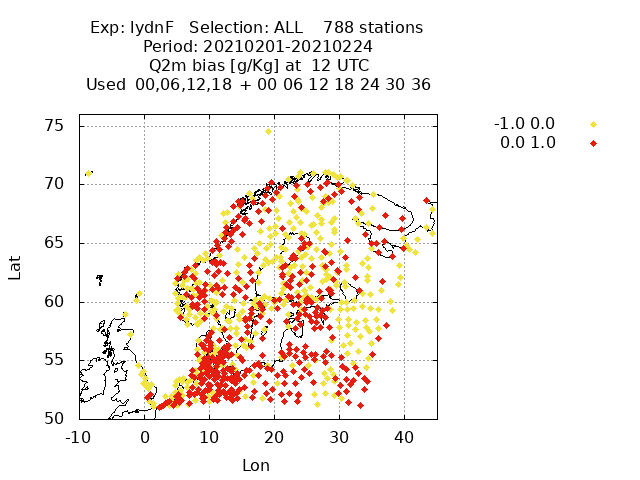 Exp: IydnF   Selection: ALL    788 stations
Period: 20210201-20210224
Q2m bias [g/Kg] at  12 UTC
Used  00,06,12,18 + 00 06 12 18 24 30 36
-1.0 0.0
0.0 1.0
75
70
65
60
55
50
Lat
-10 0 10 20 30 40
Lon